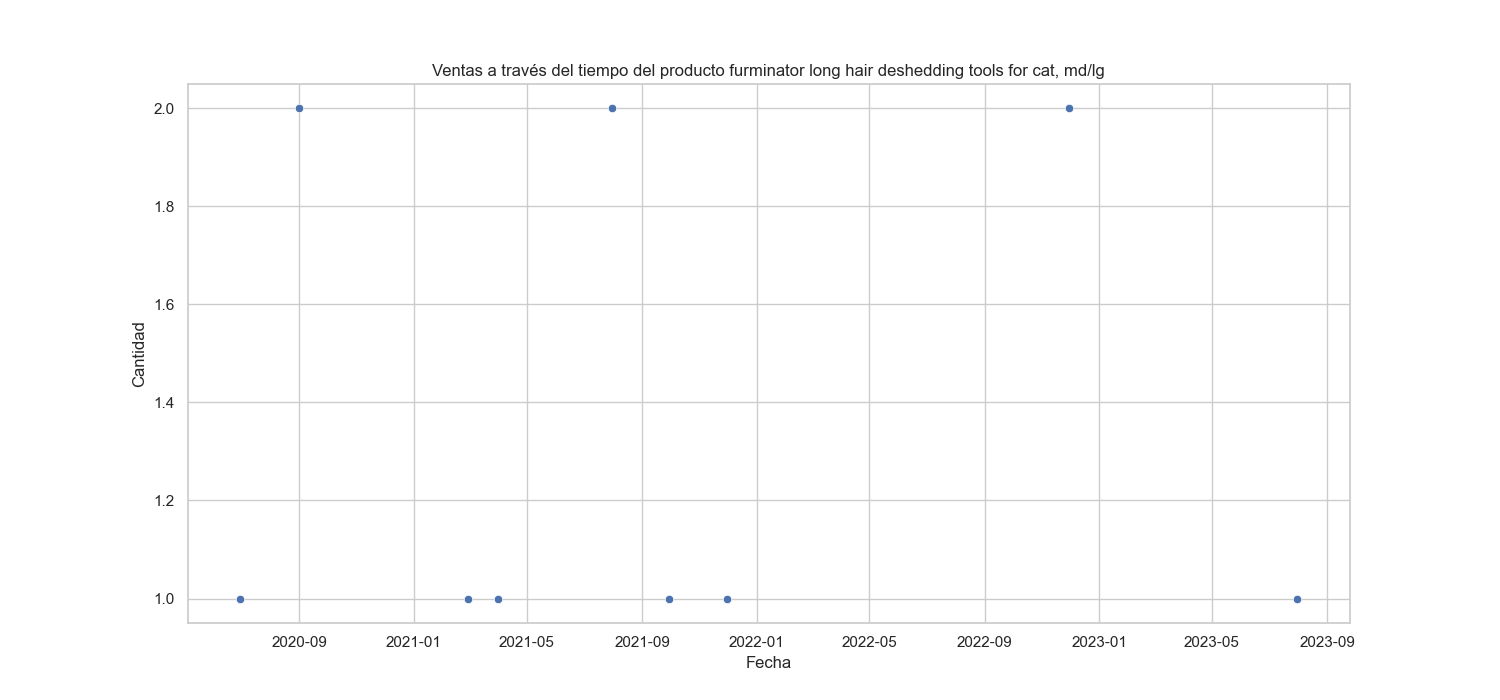 Ventas a través del tiempo del producto furminator long hair deshedding tools for cat, md/lg
2.0
1.8
1.6
1.4
1.2
1.0
Cantidad
2020-09 2021-01 2021-05 2021-09 2022-01 2022-05 2022-09 2023-01 2023-05 2023-09
Fecha